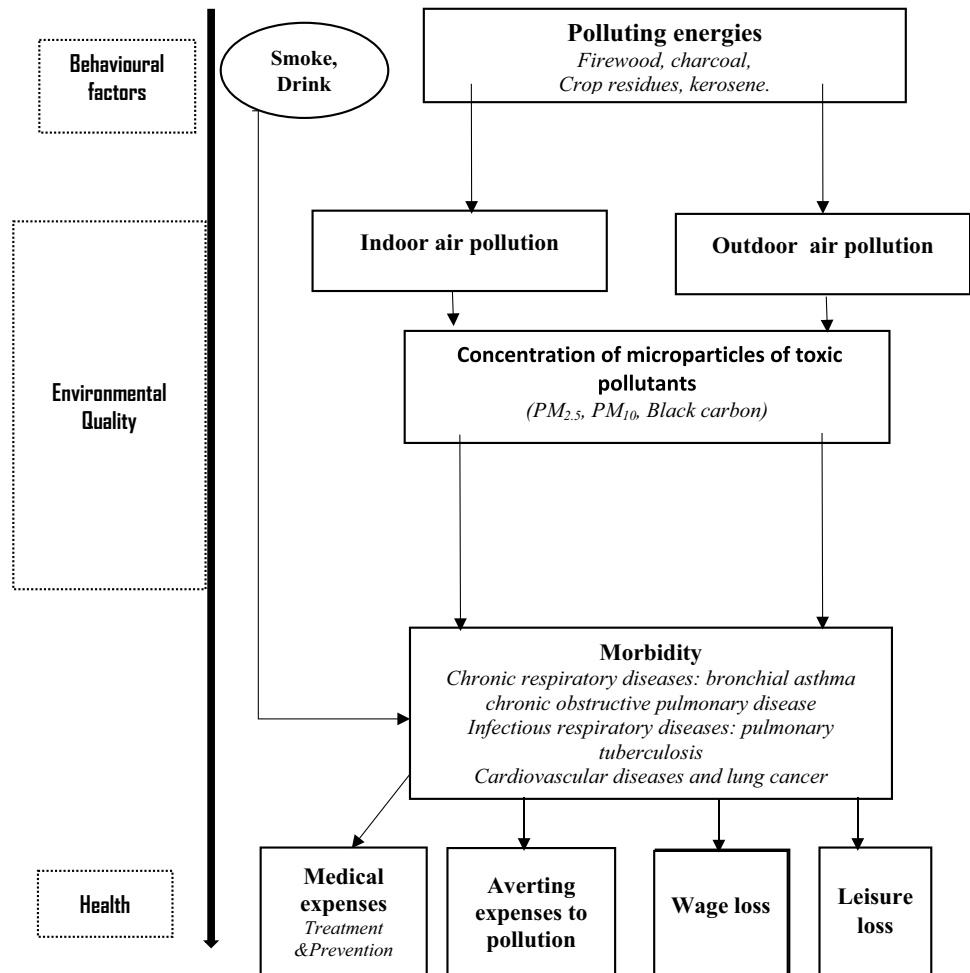 Behavioural
factors
Smoke,
Drink
Polluting energies
Firewood, charcoal,
Crop residues, kerosene.
Indoor air pollution
Outdoor air pollution
Environmental
Quality
Concentration of microparticles of toxic
pollutants
(PM2.5, PM10, Black carbon)
Morbidity
Chronic respiratory diseases: bronchial asthma
chronic obstructive pulmonary disease
Infectious respiratory diseases: pulmonary
tuberculosis
Cardiovascular diseases and lung cancer
Health
Medical
expenses
Treatment
&Prevention
Averting
expenses to
pollution
Wage loss
Leisure
loss